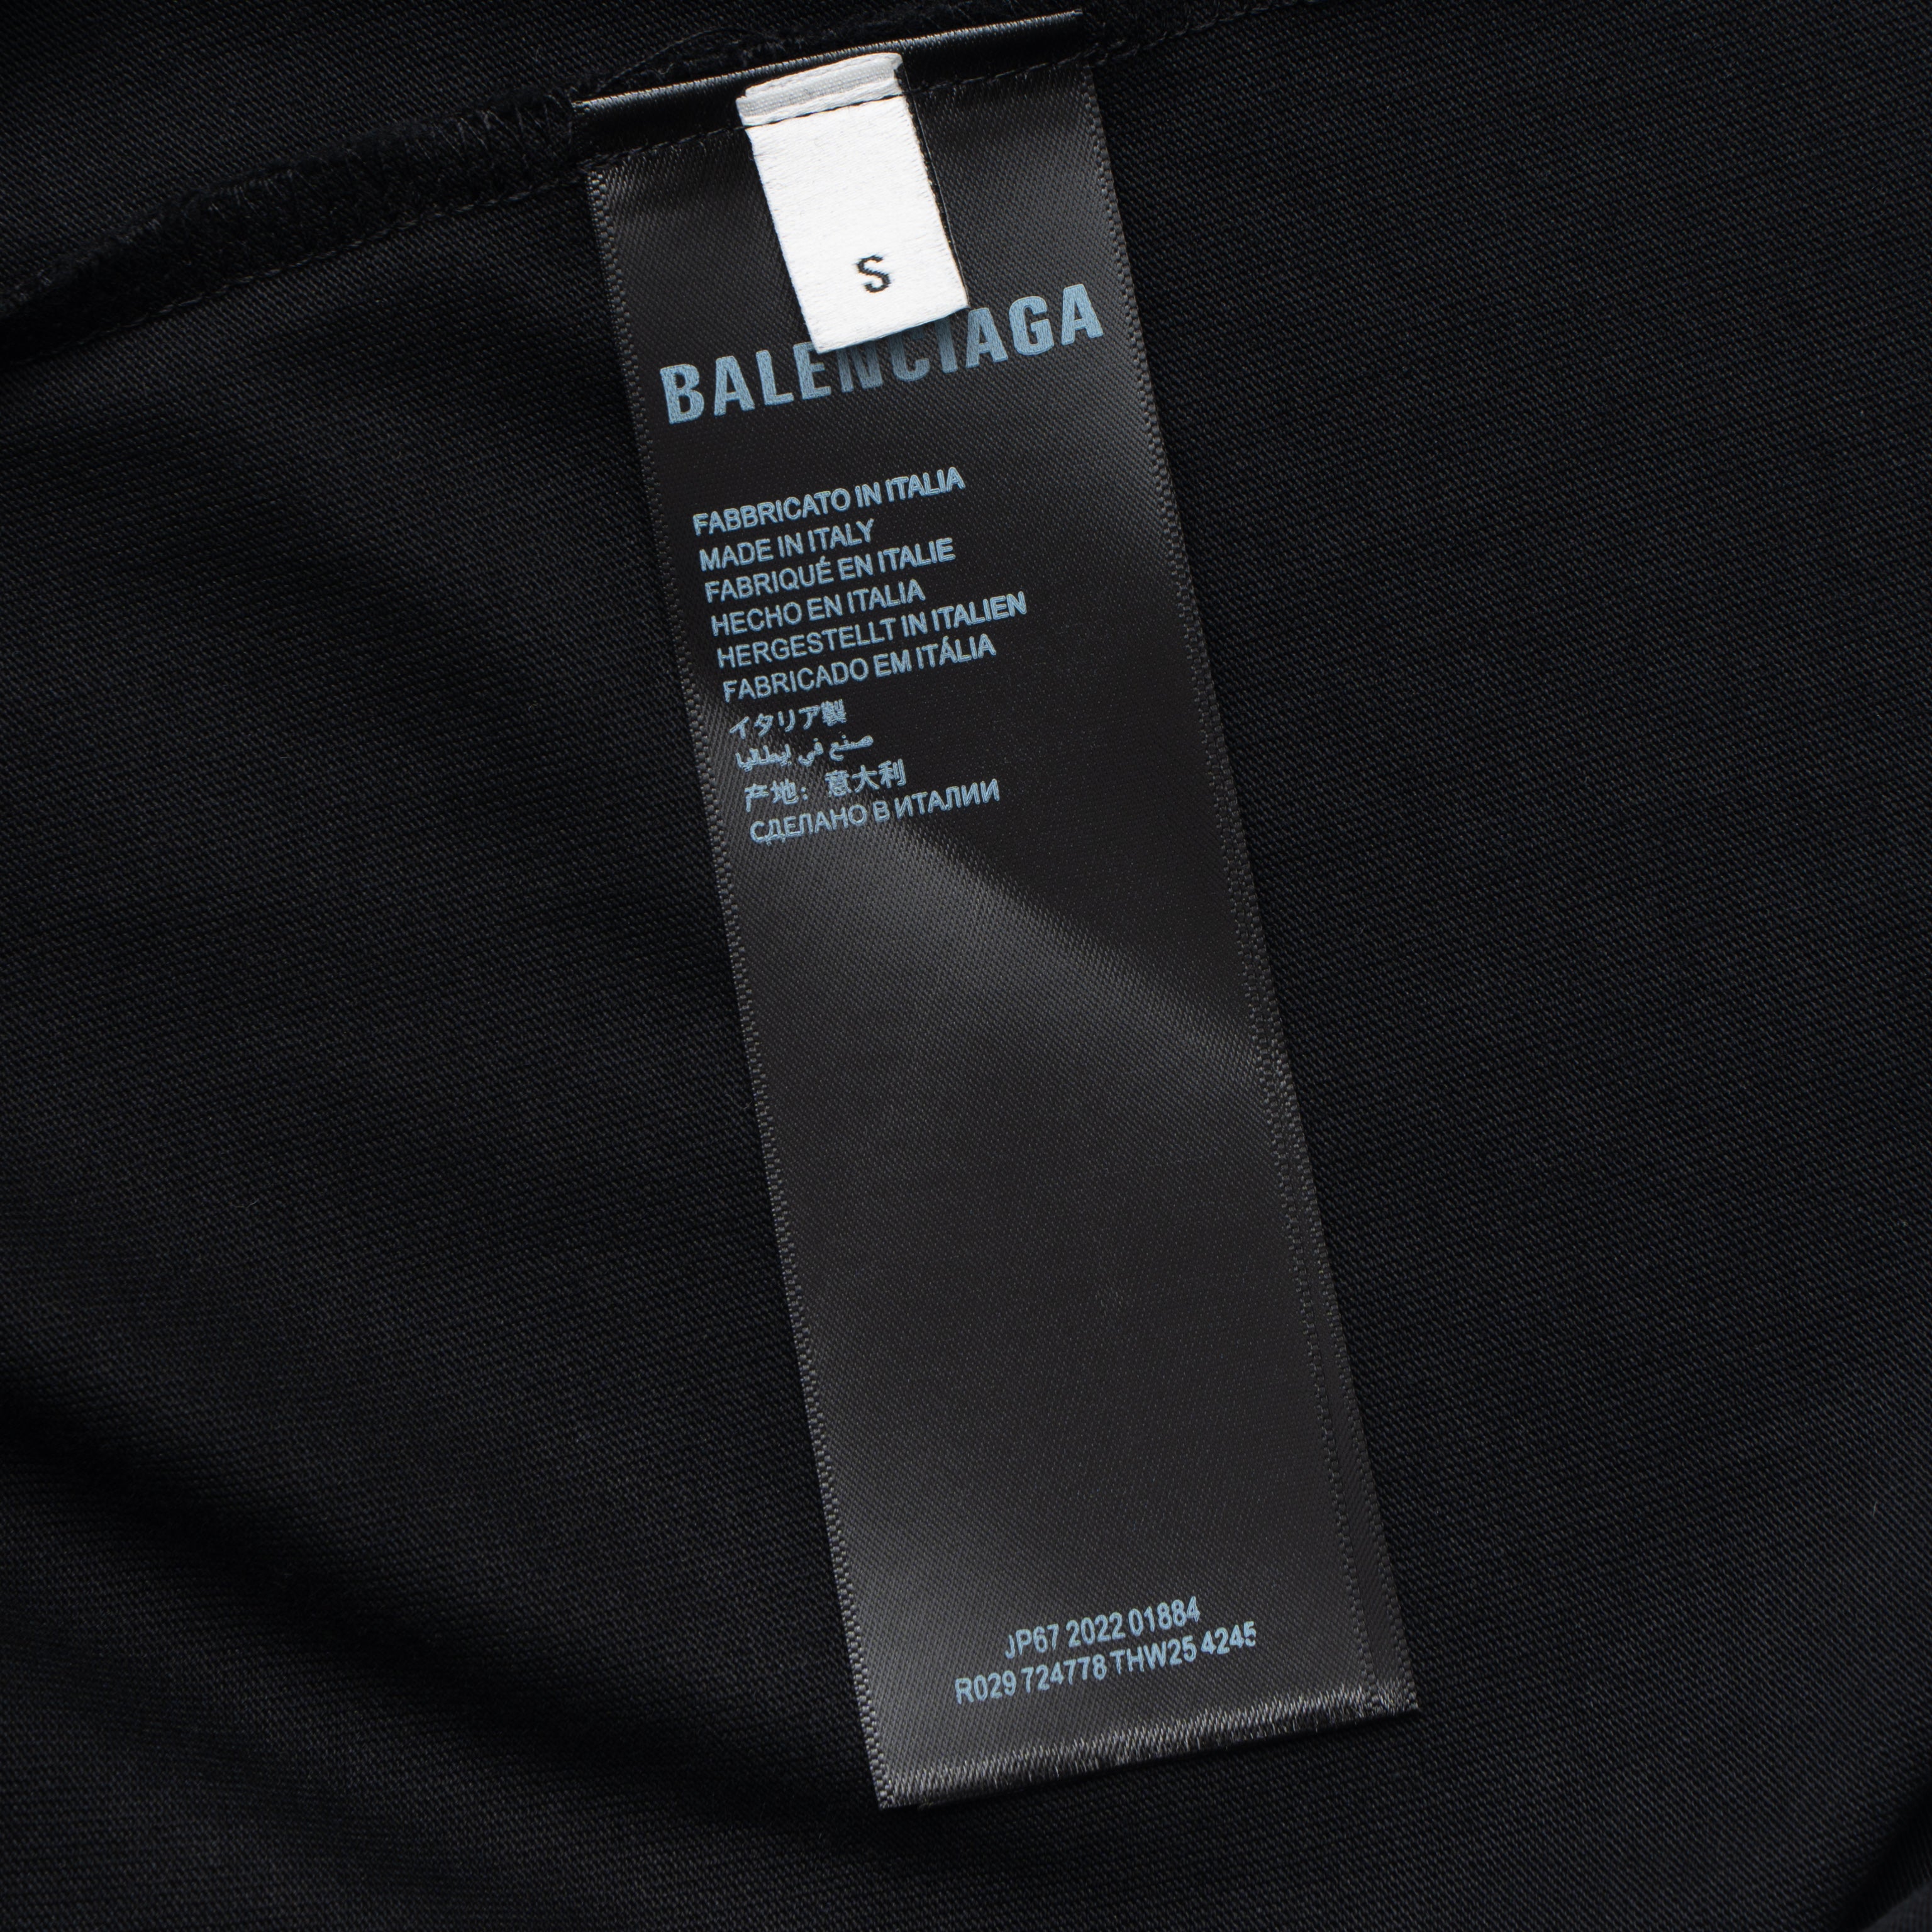 S
BALENCIAGA
FABBRICATO IN ITALIA
MADE IN ITALY
FABRIQUÉ EN ITALIE
HECHO EN ITALIA
HERGESTELLT IN ITALIEN
FABRICADO EM ITÁLIA
イタリア製
صنع في إيطاليا
产地：意大利
СДЕЛАНО В ИТАЛИИ
JP67 2022 01884
R029 724778 THW25 4245